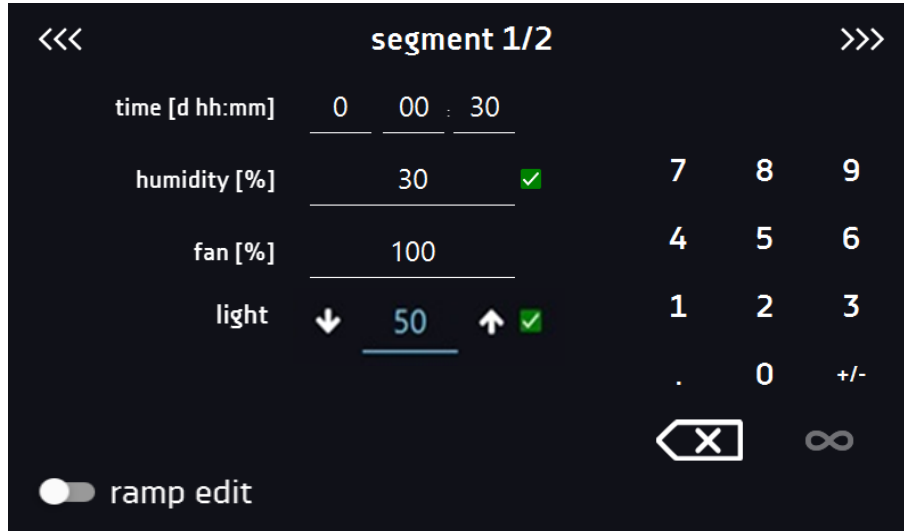 <<< segment 1/2 >>>
time [d hh:mm] 0 00 : 30
humidity [%] 30
fan [%] 100
light 50
7 8 9
4 5 6
1 2 3
. 0 +/-
∞
ramp edit